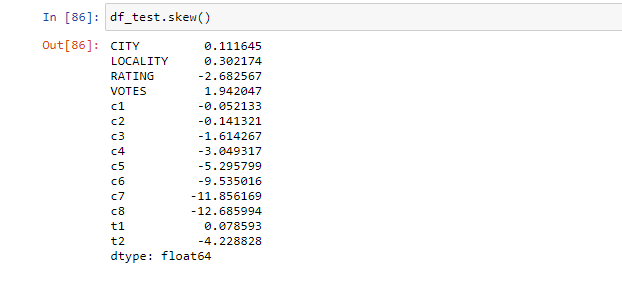 In [86]: df_test.skew()
Out[86]: CITY 0.111645
LOCALITY 0.302174
RATING -2.682567
VOTES 1.942047
c1 -0.052133
c2 -0.141321
c3 -1.614267
c4 -3.049317
c5 -5.295799
c6 -9.535016
c7 -11.856169
c8 -12.685994
t1 0.078593
t2 -4.228828
dtype: float64